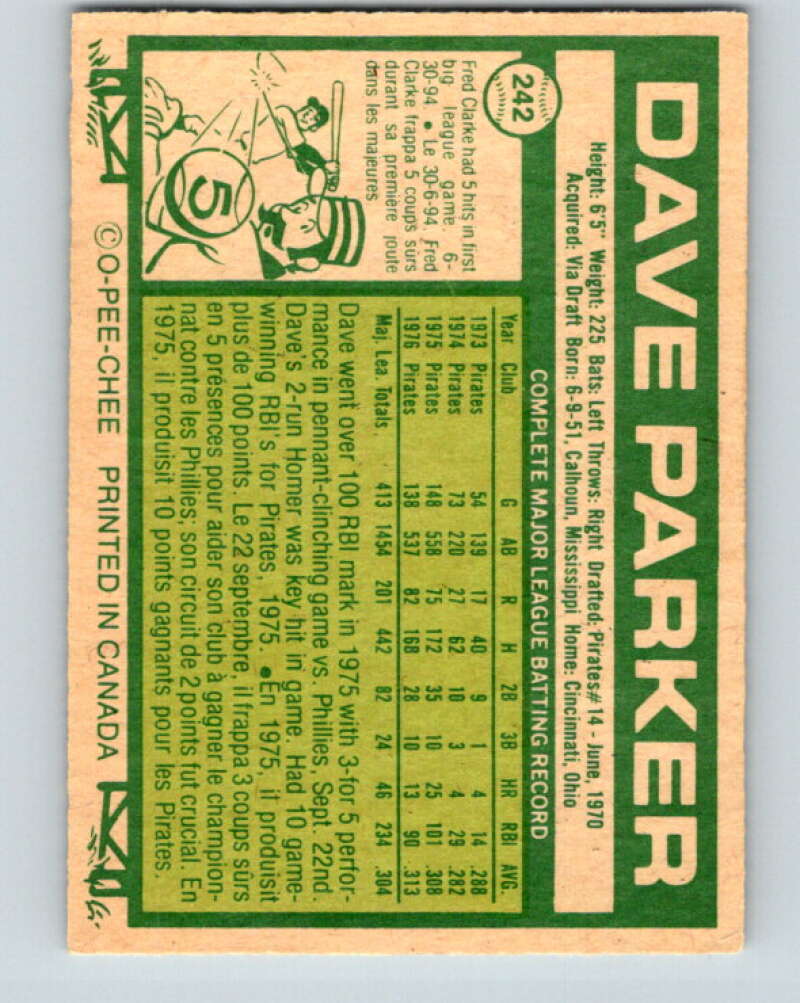 DAVE PARKER
Height: 6'5" Weight: 225 Bats: Left Throws: Right Drafted: Pirates# 14 - June, 1970
Acquired: Via Draft Born: 6-9-51, Calhoun, Mississippi Home: Cincinnati, Ohio
242
Fred Clarke had 5 hits in first
big league game. 6-
30-94. • Le 30-6-94, Fred
Clarke frappa 5 coups sûrs
durant sa première joute
dans les majeures
5
COMPLETE MAJOR LEAGUE BATTING RECORD
Year Club G AB R H 2B 3B HR RBI AVG.
1973 Pirates 54 139 17 40 9 1 4 14 .288
1974 Pirates 73 220 27 62 10 3 4 29 .282
1975 Pirates 148 558 75 172 35 10 25 101 .308
1976 Pirates 138 537 82 168 28 10 13 90 .313
Maj. Lea Totals 413 1454 201 442 82 24 46 234 .304
Dave went over 100 RBI mark in 1975 with 3-for 5 perfor-
mance in pennant-clinching game vs. Phillies, Sept. 22nd.
Dave's 2-run Homer was key hit in game. Had 10 game-
winning RBI's for Pirates, 1975. •En 1975, il produisit
plus de 100 points. Le 22 septembre, il frappa 3 coups sûrs
en 5 présences pour aider son club à gagner le champion-
nat contre les Phillies; son circuit de 2 points fut crucial. En
1975, il produisit 10 points gagnants pour les Pirates.
© O-PEE-CHEE PRINTED IN CANADA